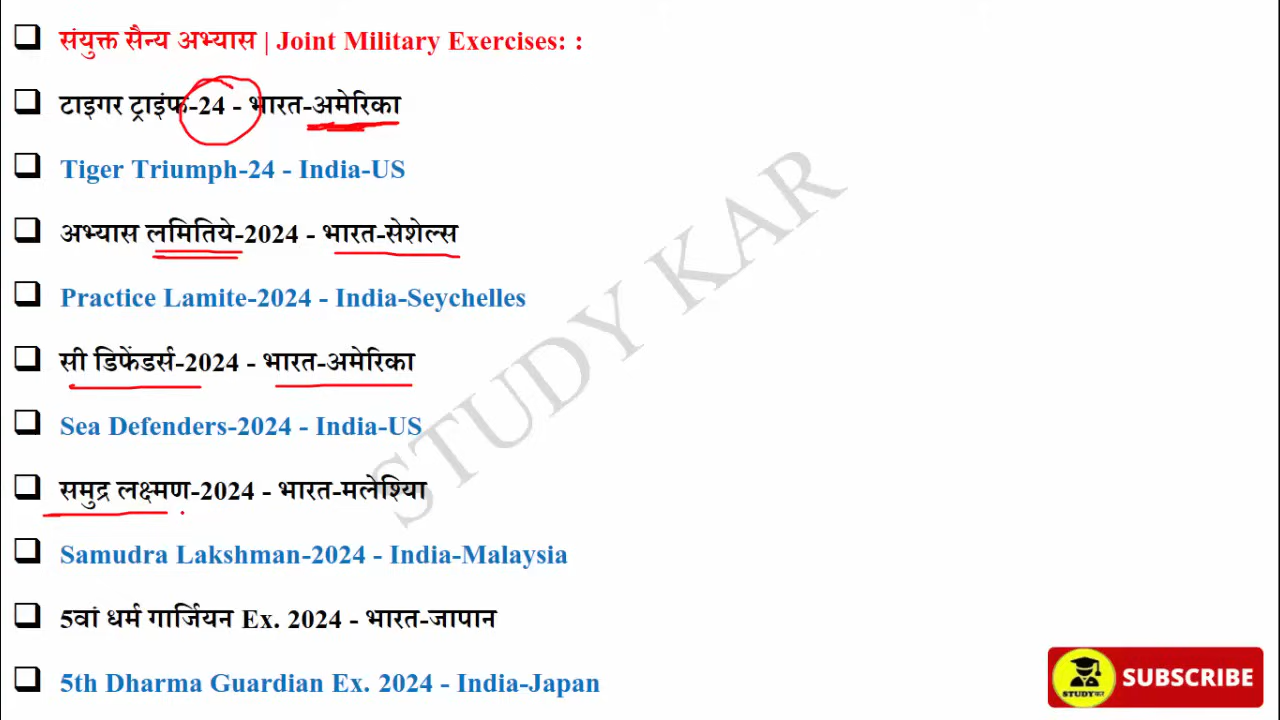 संयुक्त सैन्य अभ्यास | Joint Military Exercises: :
टाइगर ट्राइंफ-24 - भारत-अमेरिका
Tiger Triumph-24 - India-US
अभ्यास लमितिये-2024 - भारत-सेशेल्स
Practice Lamite-2024 - India-Seychelles
सी डिफेंडर्स-2024 - भारत-अमेरिका
Sea Defenders-2024 - India-US
समुद्र लक्ष्मण-2024 - भारत-मलेश्यिा
Samudra Lakshman-2024 - India-Malaysia
5वां धर्म गार्जियन Ex. 2024 - भारत-जापान
5th Dharma Guardian Ex. 2024 - India-Japan
STUDY KAR
STUDYकर
SUBSCRIBE